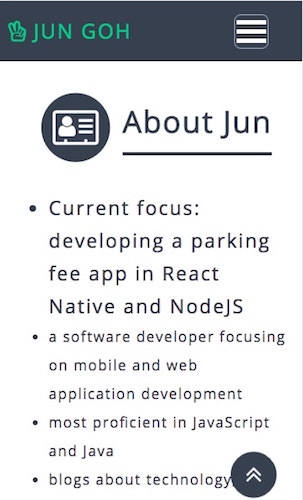 JUN GOH
About Jun
• Current focus:
developing a parking
fee app in React
Native and NodeJS
• a software developer focusing
on mobile and web
application development
• most proficient in JavaScript
and Java
• blogs about technology